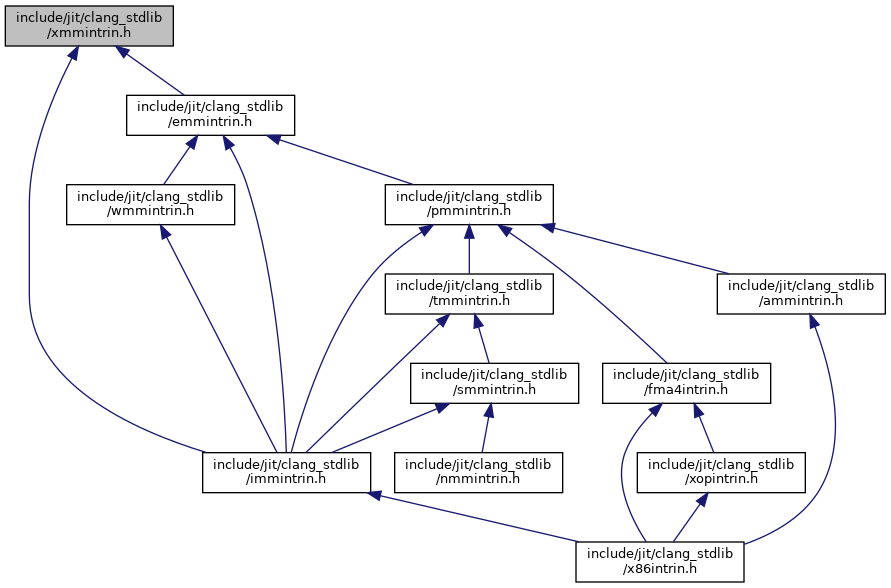 include/jit/clang_stdlib
/xmmintrin.h
include/jit/clang_stdlib
/emmintrin.h
include/jit/clang_stdlib
/wmmintrin.h
include/jit/clang_stdlib
/pmmintrin.h
include/jit/clang_stdlib
/tmmintrin.h
include/jit/clang_stdlib
/ammintrin.h
include/jit/clang_stdlib
/smmintrin.h
include/jit/clang_stdlib
/fma4intrin.h
include/jit/clang_stdlib
/immintrin.h
include/jit/clang_stdlib
/nmmintrin.h
include/jit/clang_stdlib
/xopintrin.h
include/jit/clang_stdlib
/x86intrin.h